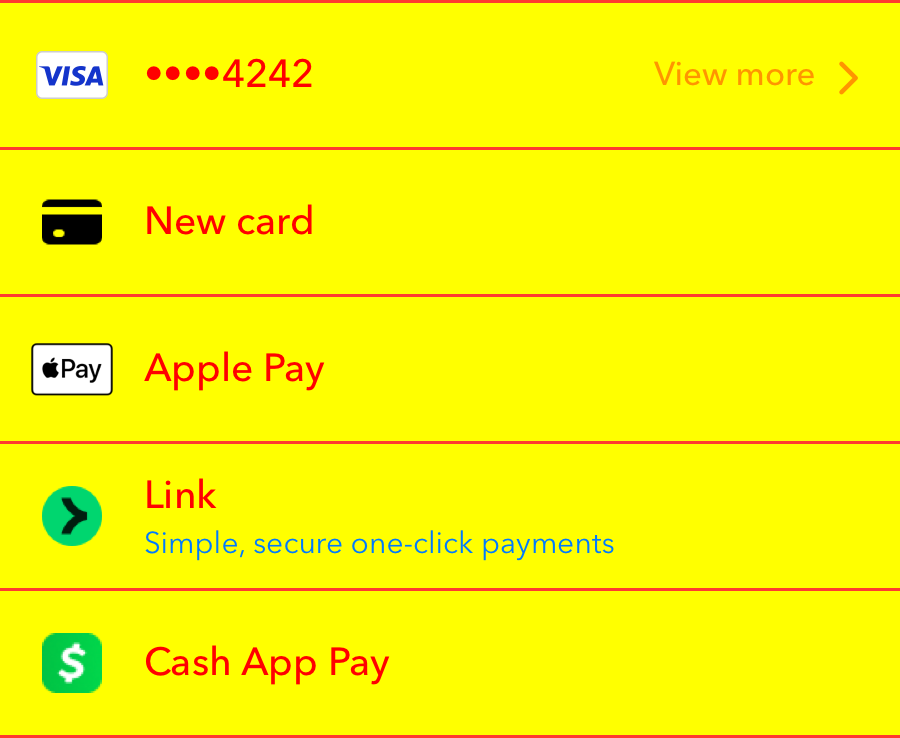 VISA ••••4242 View more
New card
Pay Apple Pay
Link
Simple, secure one-click payments
$ Cash App Pay